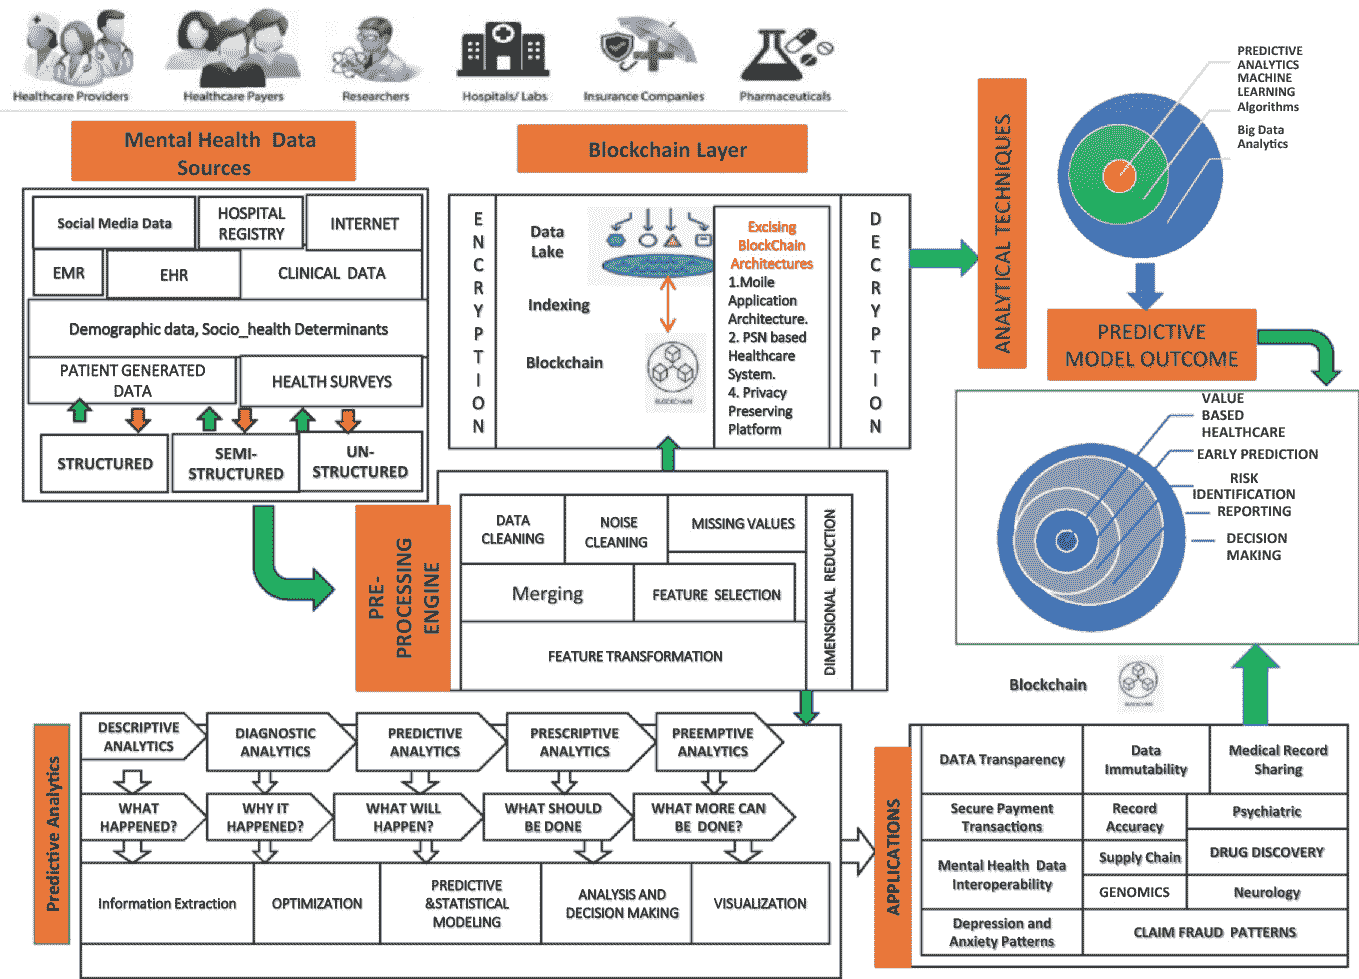 Healthcare Providers
Healthcare Payers
Researchers
Hospitals/ Labs
Insurance Companies
Pharmaceuticals
Mental Health Data
Sources
Social Media Data
HOSPITAL
REGISTRY
INTERNET
EMR
EHR
CLINICAL DATA
Demographic data, Socio_health Determinants
PATIENT GENERATED
DATA
HEALTH SURVEYS
STRUCTURED
SEMI-
STRUCTURED
UN-
STRUCTURED
Blockchain Layer
ENCRYPTION
Data
Lake
Indexing
Blockchain
BLOCKCHAIN
Excising
BlockChain
Architectures
1.Moile
Application
Architecture.
2. PSN based
Healthcare
System.
4. Privacy
Preserving
Platform
DECRYPTION
ANALYTICAL TECHNIQUES
PREDICTIVE
ANALYTICS
MACHINE
LEARNING
Algorithms
Big Data
Analytics
PREDICTIVE
MODEL OUTCOME
VALUE
BASED
HEALTHCARE
EARLY PREDICTION
RISK
IDENTIFICATION
REPORTING
DECISION
MAKING
PRE-
PROCESSING
ENGINE
DATA
CLEANING
NOISE
CLEANING
MISSING VALUES
Merging
FEATURE SELECTION
FEATURE TRANSFORMATION
DIMENSIONAL REDUCTION
Blockchain
BLOCKCHAIN
Predictive Analytics
DESCRIPTIVE
ANALYTICS
DIAGNOSTIC
ANALYTICS
PREDICTIVE
ANALYTICS
PRESCRIPTIVE
ANALYTICS
PREEMPTIVE
ANALYTICS
WHAT
HAPPENED?
WHY IT
HAPPENED?
WHAT WILL
HAPPEN?
WHAT SHOULD
BE DONE
WHAT MORE CAN
BE DONE?
Information Extraction
OPTIMIZATION
PREDICTIVE
&STATISTICAL
MODELING
ANALYSIS AND
DECISION MAKING
VISUALIZATION
APPLICATIONS
DATA Transparency
Data
Immutability
Medical Record
Sharing
Secure Payment
Transactions
Record
Accuracy
Psychiatric
Mental Health Data
Interoperability
Supply Chain
DRUG DISCOVERY
GENOMICS
Neurology
Depression and
Anxiety Patterns
CLAIM FRAUD PATTERNS